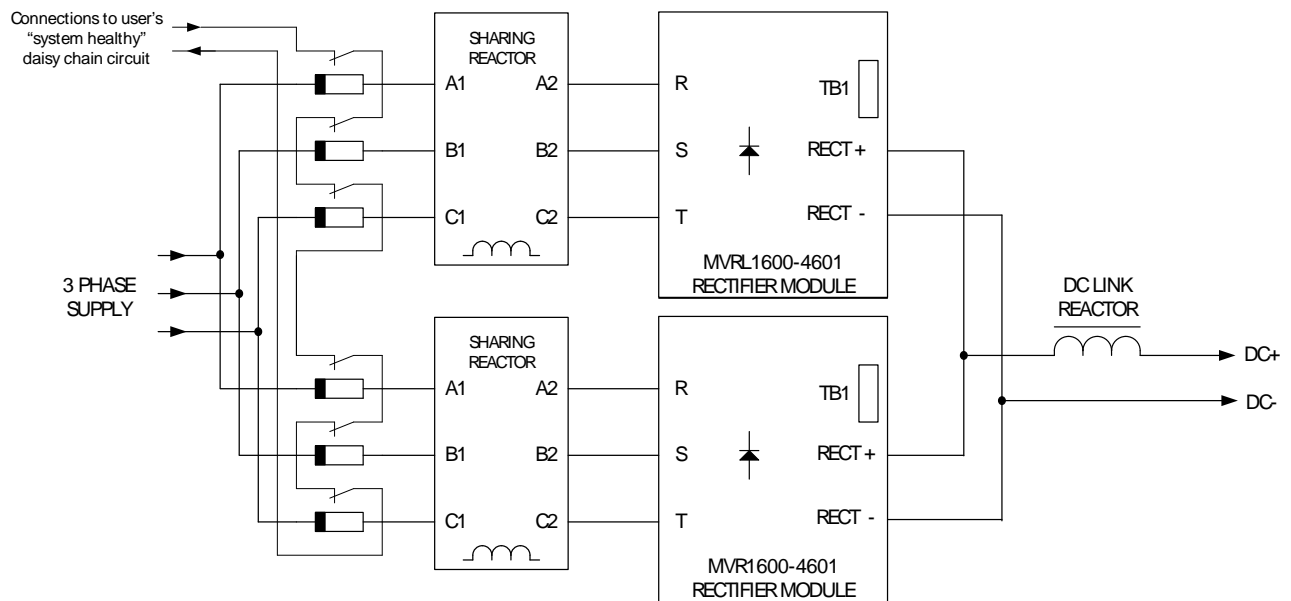 Connections to user's
"system healthy"
daisy chain circuit
SHARING
REACTOR
A1
A2
B1
B2
C1
C2
R
S
T
TB1
RECT +
RECT -
MVRL1600-4601
RECTIFIER MODULE
3 PHASE
SUPPLY
DC LINK
REACTOR
DC+
DC-
SHARING
REACTOR
A1
A2
B1
B2
C1
C2
R
S
T
TB1
RECT +
RECT -
MVR1600-4601
RECTIFIER MODULE